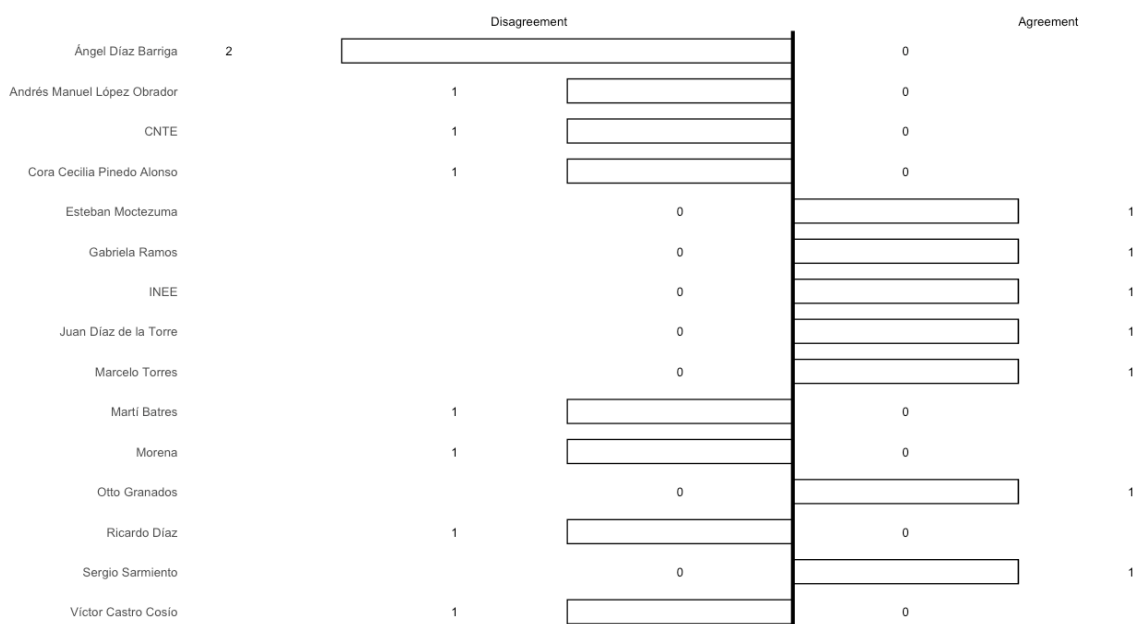 Disagreement Agreement
Ángel Díaz Barriga 2 0
Andrés Manuel López Obrador 1 0
CNTE 1 0
Cora Cecilia Pinedo Alonso 1 0
Esteban Moctezuma 0 1
Gabriela Ramos 0 1
INEE 0 1
Juan Díaz de la Torre 0 1
Marcelo Torres 0 1
Martí Batres 1 0
Morena 1 0
Otto Granados 0 1
Ricardo Díaz 1 0
Sergio Sarmiento 0 1
Víctor Castro Cosío 1 0